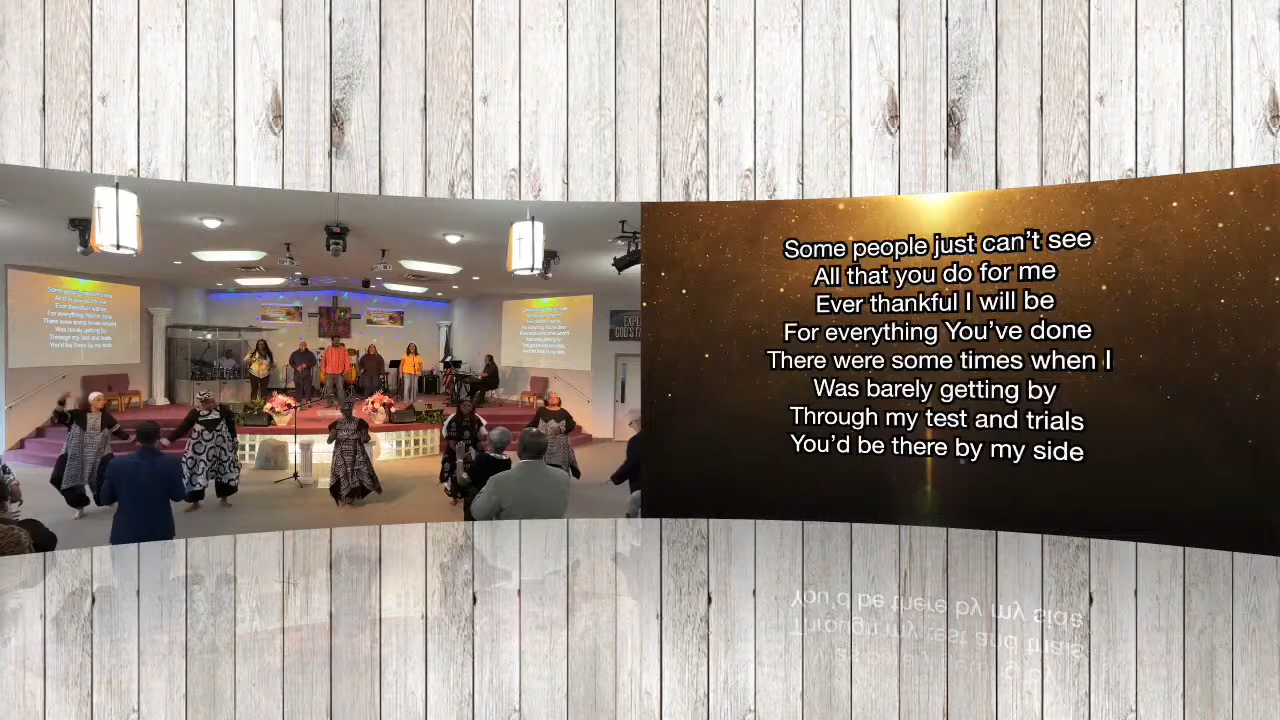 Some people just can't see
All that you do for me
Ever thankful I will be
For everything You've done
There were some times when I
Was barely getting by
Through my test and trials
You'd be there by my side